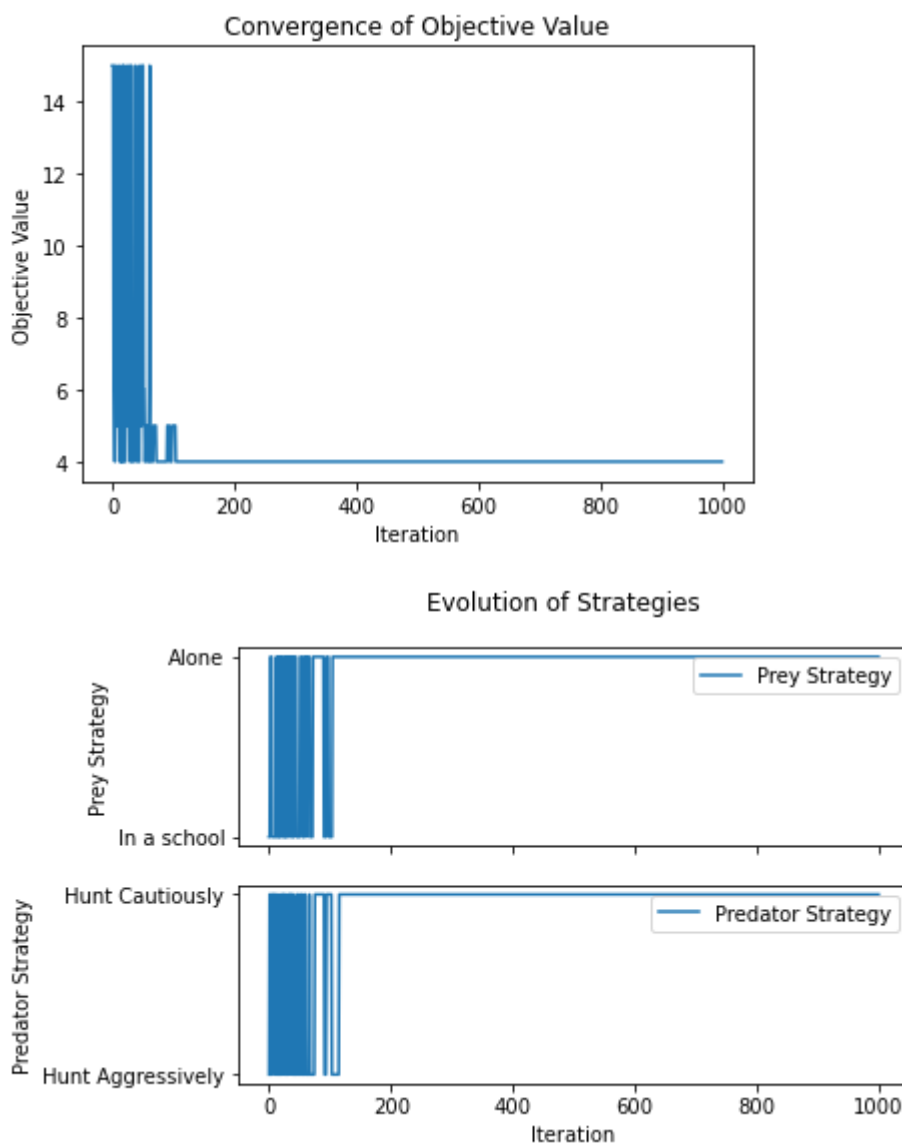 Convergence of Objective Value
14
12
10
8
6
4
Objective Value
0 200 400 600 800 1000
Iteration
Evolution of Strategies
Alone
In a school
Prey Strategy
Prey Strategy
Hunt Cautiously
Hunt Aggressively
Predator Strategy
Predator Strategy
0 200 400 600 800 1000
Iteration